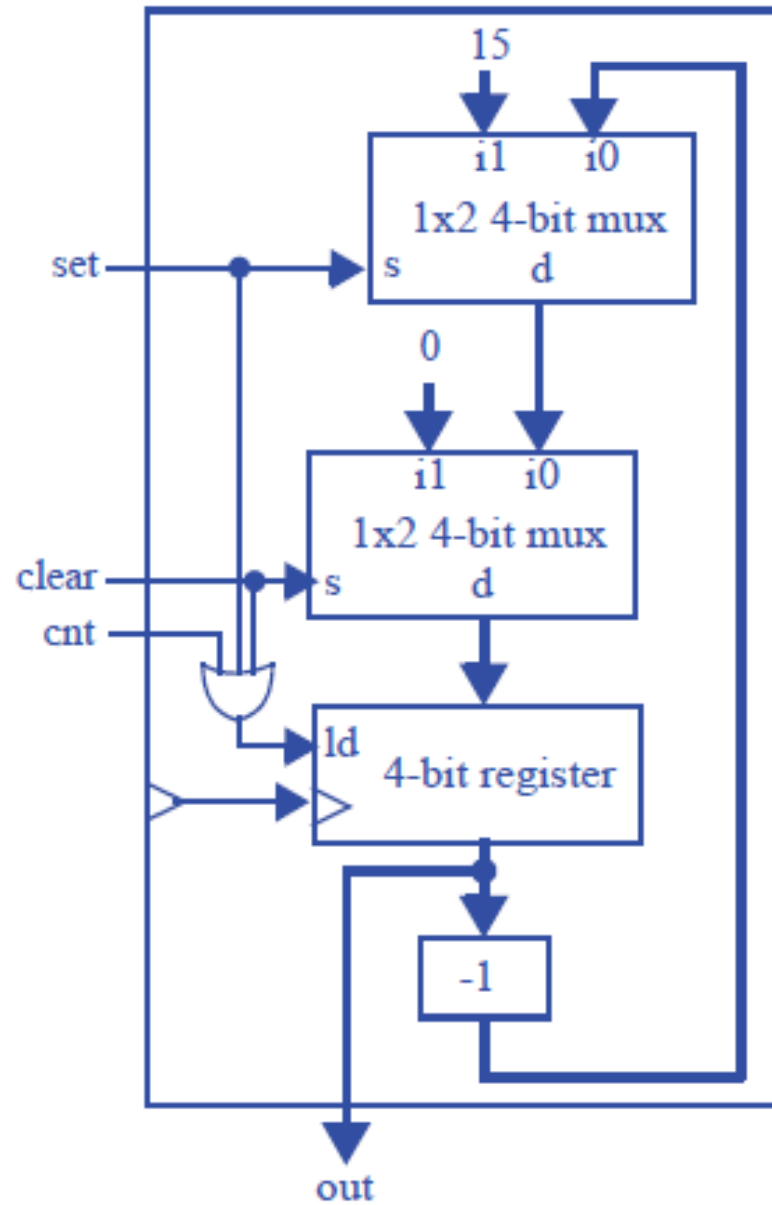 15
i1 i0
1x2 4-bit mux
set
s
d
0
i1 i0
1x2 4-bit mux
clear
s
d
cnt
ld
4-bit register
-1
out